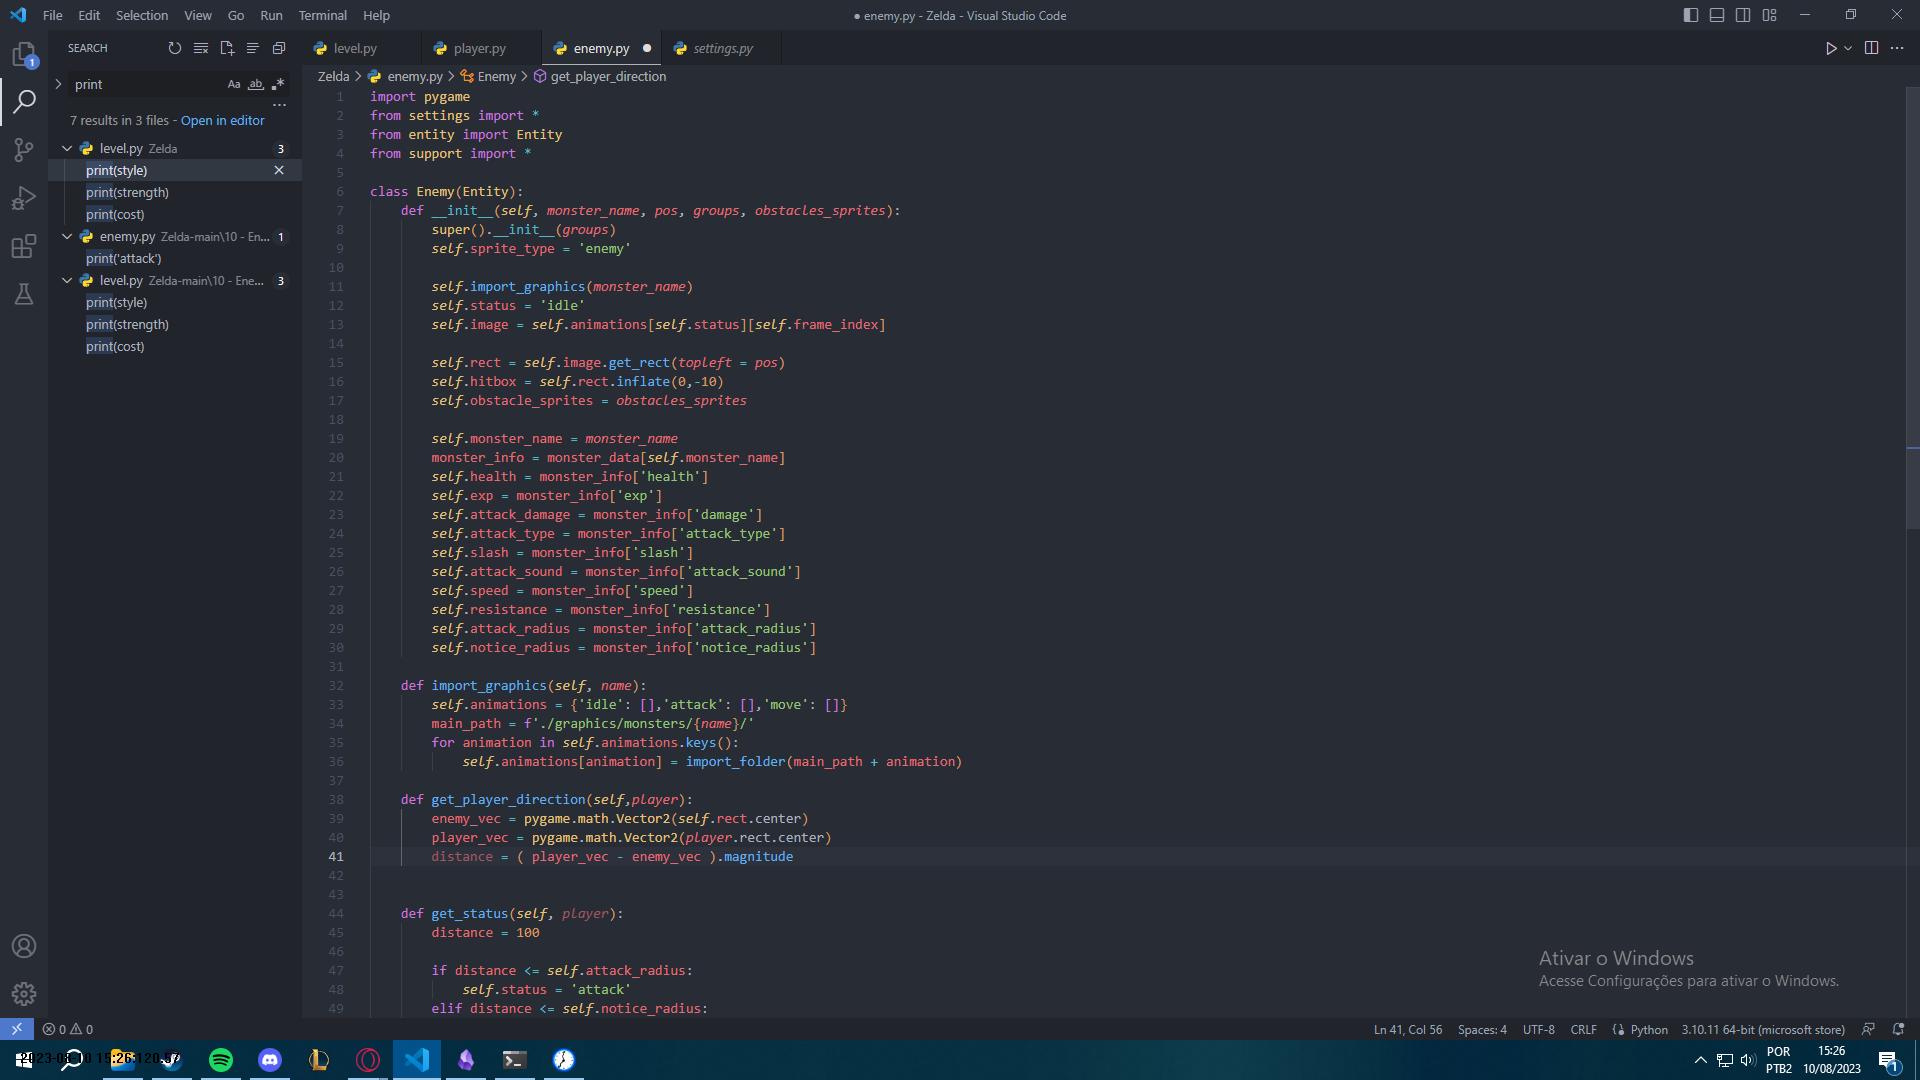 File Edit Selection View Go Run Terminal Help
● enemy.py - Zelda - Visual Studio Code
SEARCH
print
Aa ab
7 results in 3 files - Open in editor
level.py Zelda 3
print(style)
print(strength)
print(cost)
enemy.py Zelda-main\10 - En... 1
print('attack')
level.py Zelda-main\10 - Ene... 3
print(style)
print(strength)
print(cost)
level.py player.py enemy.py settings.py
Zelda > enemy.py > Enemy > get_player_direction
1 import pygame
2 from settings import *
3 from entity import Entity
4 from support import *
5
6 class Enemy(Entity):
7 def __init__(self, monster_name, pos, groups, obstacles_sprites):
8 super().__init__(groups)
9 self.sprite_type = 'enemy'
10
11 self.import_graphics(monster_name)
12 self.status = 'idle'
13 self.image = self.animations[self.status][self.frame_index]
14
15 self.rect = self.image.get_rect(topleft = pos)
16 self.hitbox = self.rect.inflate(0,-10)
17 self.obstacle_sprites = obstacles_sprites
18
19 self.monster_name = monster_name
20 monster_info = monster_data[self.monster_name]
21 self.health = monster_info['health']
22 self.exp = monster_info['exp']
23 self.attack_damage = monster_info['damage']
24 self.attack_type = monster_info['attack_type']
25 self.slash = monster_info['slash']
26 self.attack_sound = monster_info['attack_sound']
27 self.speed = monster_info['speed']
28 self.resistance = monster_info['resistance']
29 self.attack_radius = monster_info['attack_radius']
30 self.notice_radius = monster_info['notice_radius']
31
32 def import_graphics(self, name):
33 self.animations = {'idle': [],'attack': [],'move': []}
34 main_path = f'./graphics/monsters/{name}/'
35 for animation in self.animations.keys():
36 self.animations[animation] = import_folder(main_path + animation)
37
38 def get_player_direction(self,player):
39 enemy_vec = pygame.math.Vector2(self.rect.center)
40 player_vec = pygame.math.Vector2(player.rect.center)
41 distance = ( player_vec - enemy_vec ).magnitude
42
43
44 def get_status(self, player):
45 distance = 100
46
47 if distance <= self.attack_radius:
48 self.status = 'attack'
49 elif distance <= self.notice_radius:
Ativar o Windows
Acesse Configurações para ativar o Windows.
0 0
Ln 41, Col 56 Spaces: 4 UTF-8 CRLF Python 3.10.11 64-bit (microsoft store)
POR
PTB2
15:26
10/08/2023
1